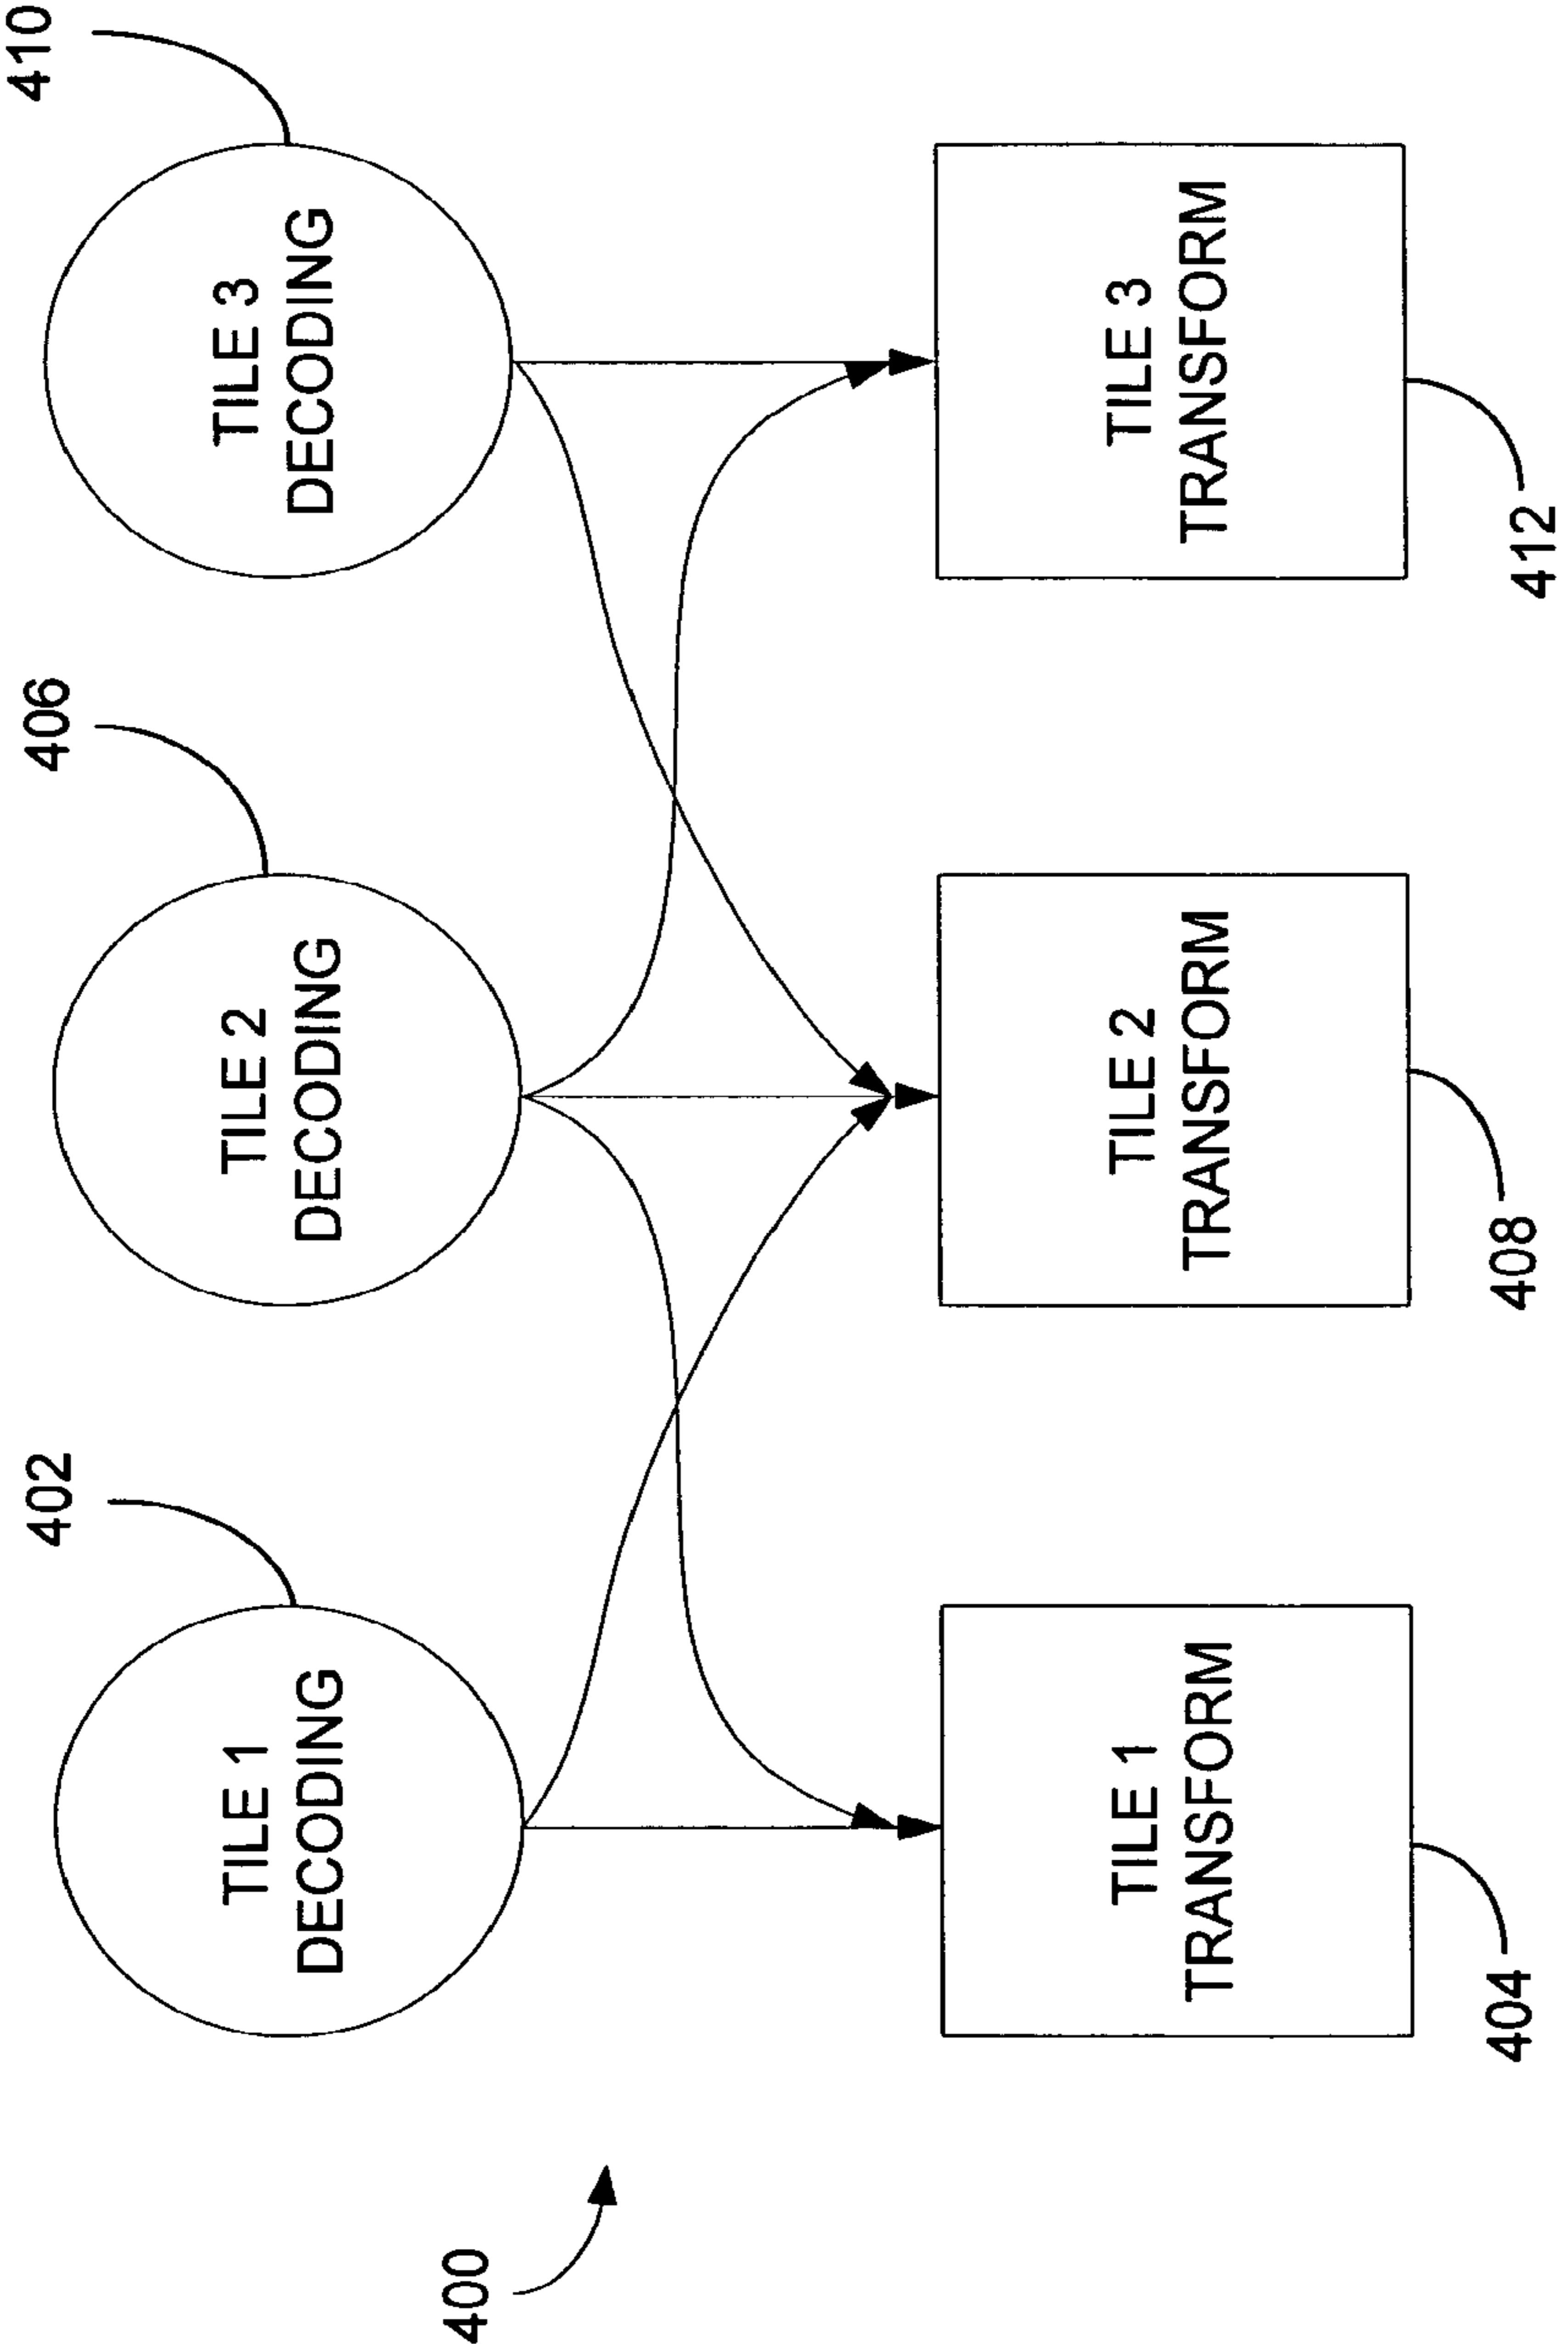 402
406
410
TILE 1
DECODING
TILE 2
DECODING
TILE 3
DECODING
400
TILE 1
TRANSFORM
TILE 2
TRANSFORM
TILE 3
TRANSFORM
404
408
412